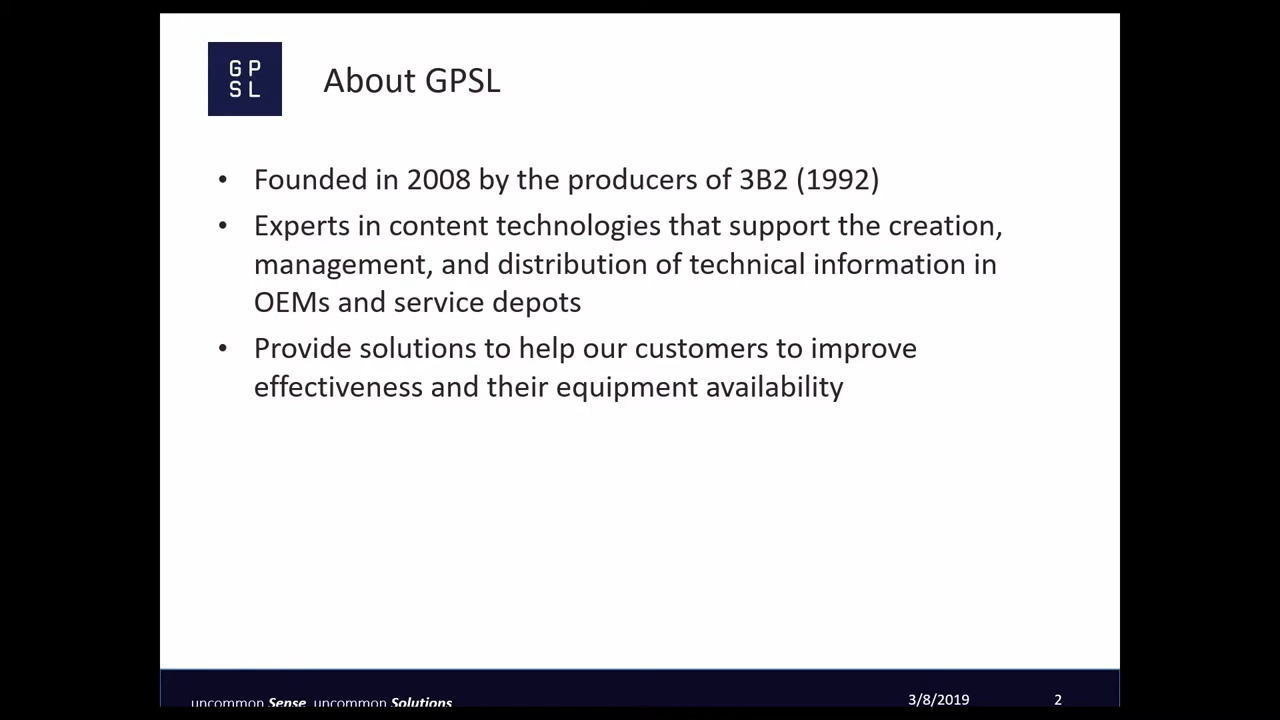 G P
S L
About GPSL
• Founded in 2008 by the producers of 3B2 (1992)
• Experts in content technologies that support the creation,
management, and distribution of technical information in
OEMs and service depots
• Provide solutions to help our customers to improve
effectiveness and their equipment availability
uncommon Sense uncommon Solutions
3/8/2019
2